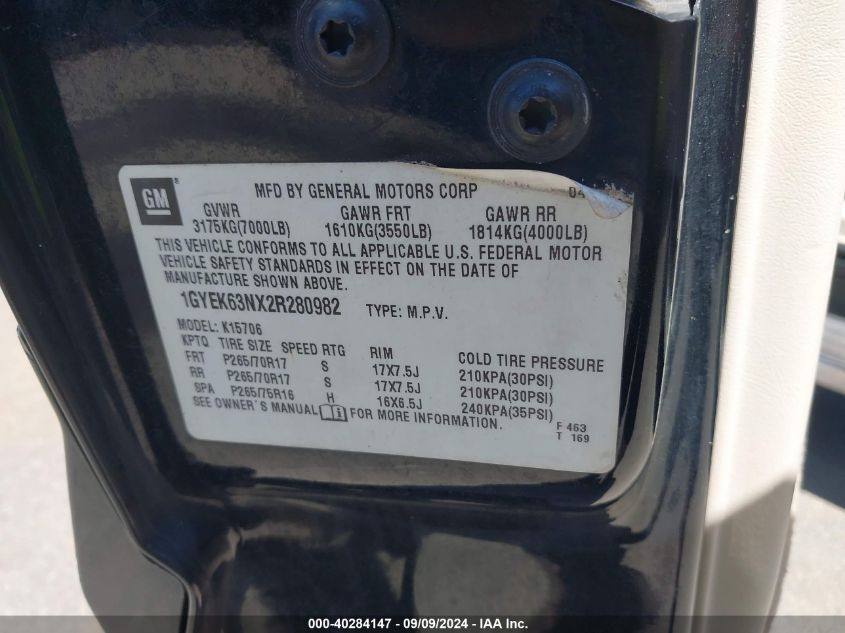 GM
MFD BY GENERAL MOTORS CORP 04
GVWR GAWR FRT GAWR RR
3175KG(7000LB) 1610KG(3550LB) 1814KG(4000LB)
THIS VEHICLE CONFORMS TO ALL APPLICABLE U.S. FEDERAL MOTOR
VEHICLE SAFETY STANDARDS IN EFFECT ON THE DATE OF
MANUFACTURE SHOWN ABOVE.
1GYEK63NX2R280982 TYPE: M.P.V.
MODEL: K15706
KPTQ TIRE SIZE SPEED RTG RIM COLD TIRE PRESSURE
FRT P265/70R17 S 17X7.5J 210KPA(30PSI)
RR P265/70R17 S 17X7.5J 210KPA(30PSI)
SPA P265/75R16 H 16X6.5J 240KPA(35PSI)
SEE OWNER'S MANUAL FOR MORE INFORMATION.
F 463
T 169
000-40284147 - 09/09/2024 - IAA Inc.